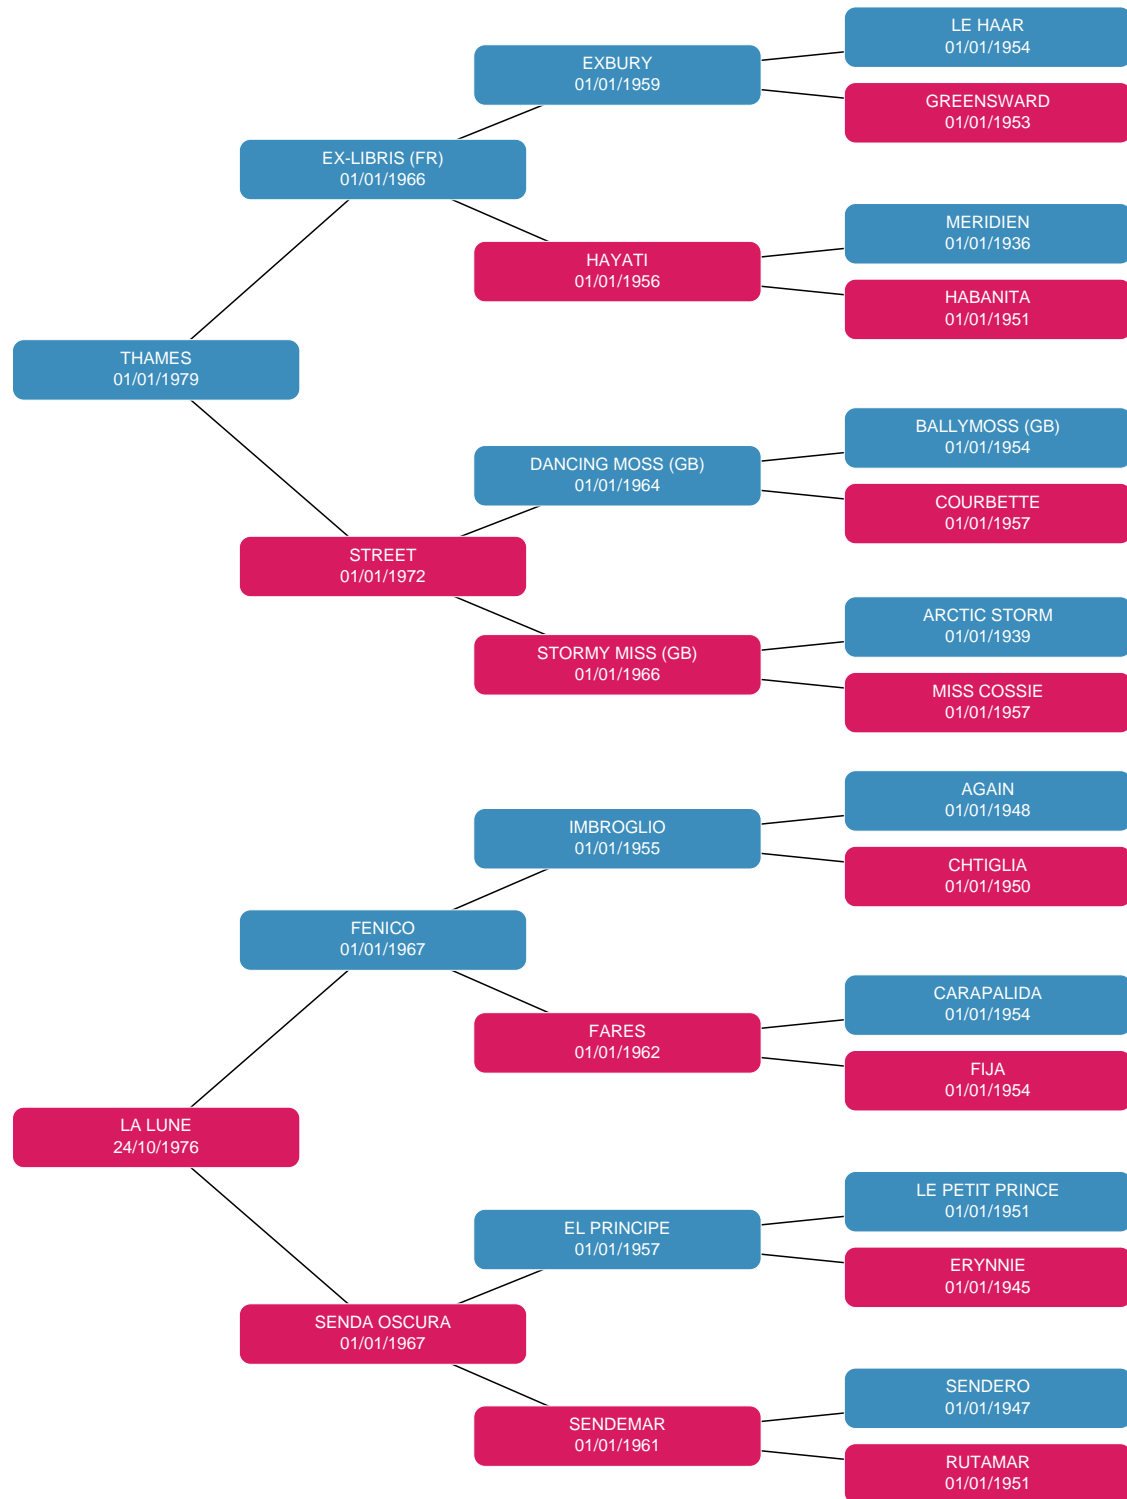 LE HAAR
01/01/1954
EXBURY
01/01/1959
GREENSWARD
01/01/1953
EX-LIBRIS (FR)
01/01/1966
MERIDIEN
01/01/1936
HAYATI
01/01/1956
HABANITA
01/01/1951
THAMES
01/01/1979
BALLYMOSS (GB)
01/01/1954
DANCING MOSS (GB)
01/01/1964
COURBETTE
01/01/1957
STREET
01/01/1972
ARCTIC STORM
01/01/1939
STORMY MISS (GB)
01/01/1966
MISS COSSIE
01/01/1957
AGAIN
01/01/1948
IMBROGLIO
01/01/1955
CHTIGLIA
01/01/1950
FENICO
01/01/1967
CARAPALIDA
01/01/1954
FARES
01/01/1962
FIJA
01/01/1954
LA LUNE
24/10/1976
LE PETIT PRINCE
01/01/1951
EL PRINCIPE
01/01/1957
ERYNNIE
01/01/1945
SENDA OSCURA
01/01/1967
SENDERO
01/01/1947
SENDEMAR
01/01/1961
RUTAMAR
01/01/1951